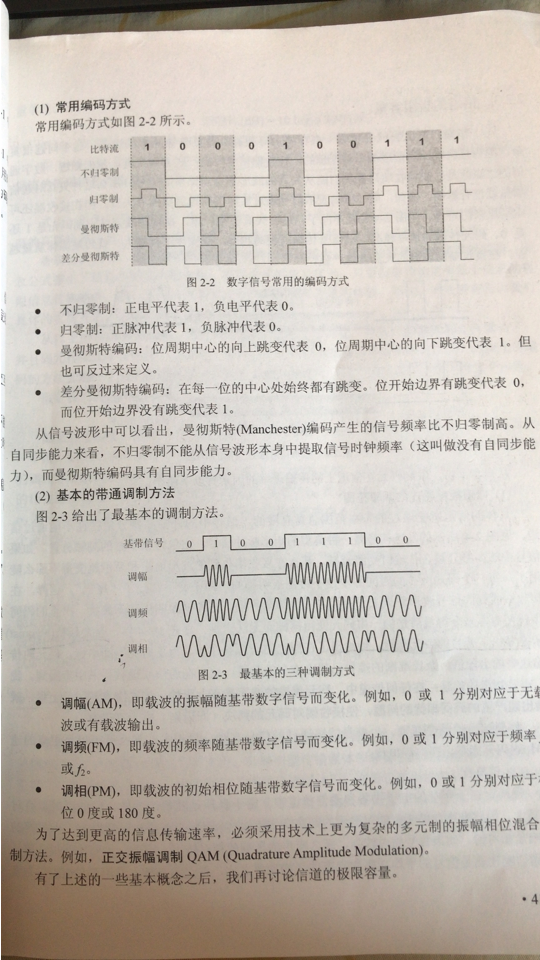 (1) 常用编码方式
常用编码方式如图 2-2 所示。
比特流 1 0 0 0 1 0 0 1 1 1
不归零制
归零制
曼彻斯特
差分曼彻斯特
图 2-2 数字信号常用的编码方式
● 不归零制：正电平代表 1，负电平代表 0。
● 归零制：正脉冲代表 1，负脉冲代表 0。
● 曼彻斯特编码：位周期中心的向上跳变代表 0，位周期中心的向下跳变代表 1。但
也可反过来定义。
● 差分曼彻斯特编码：在每一位的中心处始终都有跳变。位开始边界有跳变代表 0，
而位开始边界没有跳变代表 1。
从信号波形中可以看出，曼彻斯特(Manchester)编码产生的信号频率比不归零制高。从
自同步能力来看，不归零制不能从信号波形本身中提取信号时钟频率（这叫做没有自同步能
力），而曼彻斯特编码具有自同步能力。
(2) 基本的带通调制方法
图 2-3 给出了最基本的调制方法。
基带信号 0 1 0 0 1 1 1 0 0
调幅
调频
调相
图 2-3 最基本的三种调制方式
● 调幅(AM)，即载波的振幅随基带数字信号而变化。例如，0 或 1 分别对应于无载
波或有载波输出。
● 调频(FM)，即载波的频率随基带数字信号而变化。例如，0 或 1 分别对应于频率
或 f₂。
● 调相(PM)，即载波的初始相位随基带数字信号而变化。例如，0 或 1 分别对应于
位 0 度或 180 度。
为了达到更高的信息传输速率，必须采用技术上更为复杂的多元制的振幅相位混合
制方法。例如，正交振幅调制 QAM (Quadrature Amplitude Modulation)。
有了上述的一些基本概念之后，我们再讨论信道的极限容量。
· 4